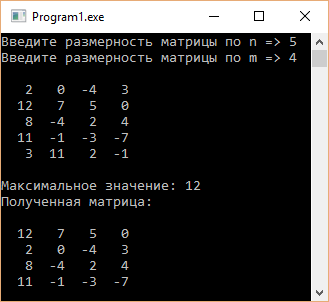 Program1.exe
Введите размерность матрицы по n => 5
Введите размерность матрицы по m => 4
2 0 -4 3
12 7 5 0
8 -4 2 4
11 -1 -3 -7
3 11 2 -1
Максимальное значение: 12
Полученная матрица:
12 7 5 0
2 0 -4 3
8 -4 2 4
11 -1 -3 -7